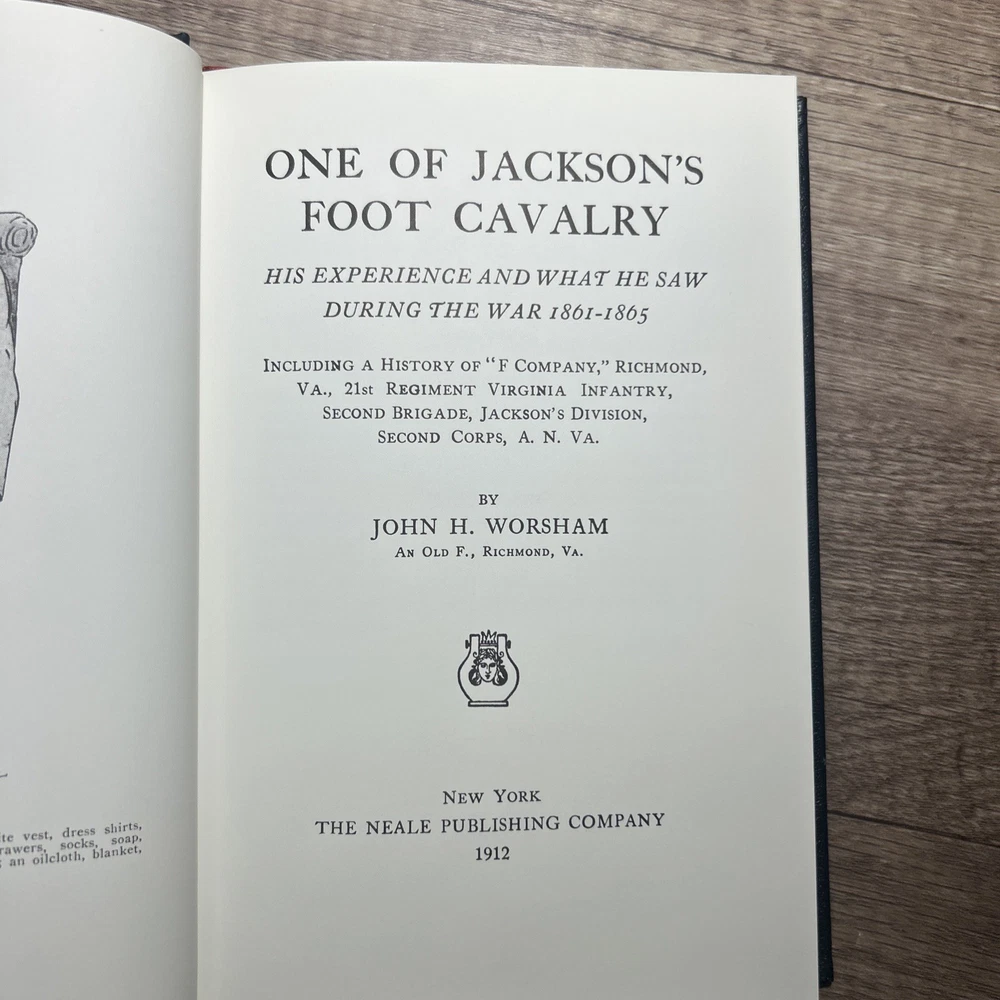 ONE OF JACKSON'S
FOOT CAVALRY
HIS EXPERIENCE AND WHAT HE SAW
DURING THE WAR 1861-1865
INCLUDING A HISTORY OF "F COMPANY," RICHMOND,
VA., 21st REGIMENT VIRGINIA INFANTRY,
SECOND BRIGADE, JACKSON'S DIVISION,
SECOND CORPS, A. N. VA.
BY
JOHN H. WORSHAM
AN OLD F., RICHMOND, VA.
NEW YORK
THE NEALE PUBLISHING COMPANY
1912
vest, dress shirts,
socks, soap,
an oilcloth, blanket,